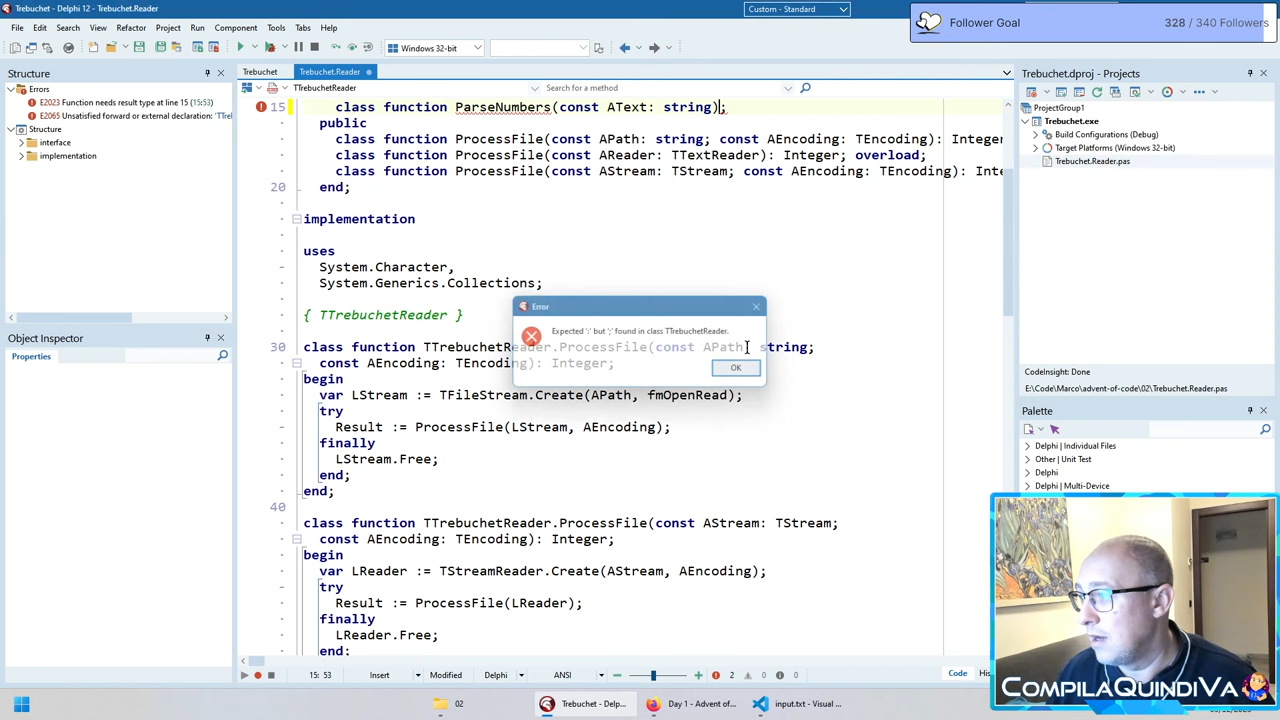 Trebuchet - Delphi 12 - Trebuchet.Reader
Custom - Standard
Follower Goal
328 / 340 Followers
File Edit Search View Refactor Project Run Component Tools Tabs Help
Windows 32-bit
Structure
Errors
E2023 Function needs result type at line 15 (15:53)
E2065 Unsatisfied forward or external declaration: 'TTre
Structure
interface
implementation
Object Inspector
Properties
Trebuchet
Trebuchet.Reader
TTrebuchetReader
Search for a method
15 class function ParseNumbers(const AText: string);
public
class function ProcessFile(const APath: string; const AEncoding: TEncoding): Integer
class function ProcessFile(const AReader: TTextReader): Integer; overload;
class function ProcessFile(const AStream: TStream; const AEncoding: TEncoding): Inte
20 end;
implementation
uses
System.Character,
System.Generics.Collections;
{ TTrebuchetReader }
Error
Expected ':' but ';' found in class TTrebuchetReader.
OK
30 class function TTrebuchetReader.ProcessFile(const APath: string;
const AEncoding: TEncoding): Integer;
begin
var LStream := TFileStream.Create(APath, fmOpenRead);
try
Result := ProcessFile(LStream, AEncoding);
finally
LStream.Free;
end;
end;
40
class function TTrebuchetReader.ProcessFile(const AStream: TStream;
const AEncoding: TEncoding): Integer;
begin
var LReader := TStreamReader.Create(AStream, AEncoding);
try
Result := ProcessFile(LReader);
finally
LReader.Free;
end;
15: 53 Insert Modified Delphi ANSI 2 0 0 Code His
Trebuchet.dproj - Projects
ProjectGroup1
Trebuchet.exe
Build Configurations (Debug)
Target Platforms (Windows 32-bit)
Trebuchet.Reader.pas
CodeInsight: Done
E:\Code\Marco\advent-of-code\02\Trebuchet.Reader.pas
Palette
Delphi | Individual Files
Other | Unit Test
Delphi
Delphi | Multi-Device
COMPILAQUINDIVA
02
Trebuchet - Delp...
Day 1 - Advent of...
input.txt - Visual ...